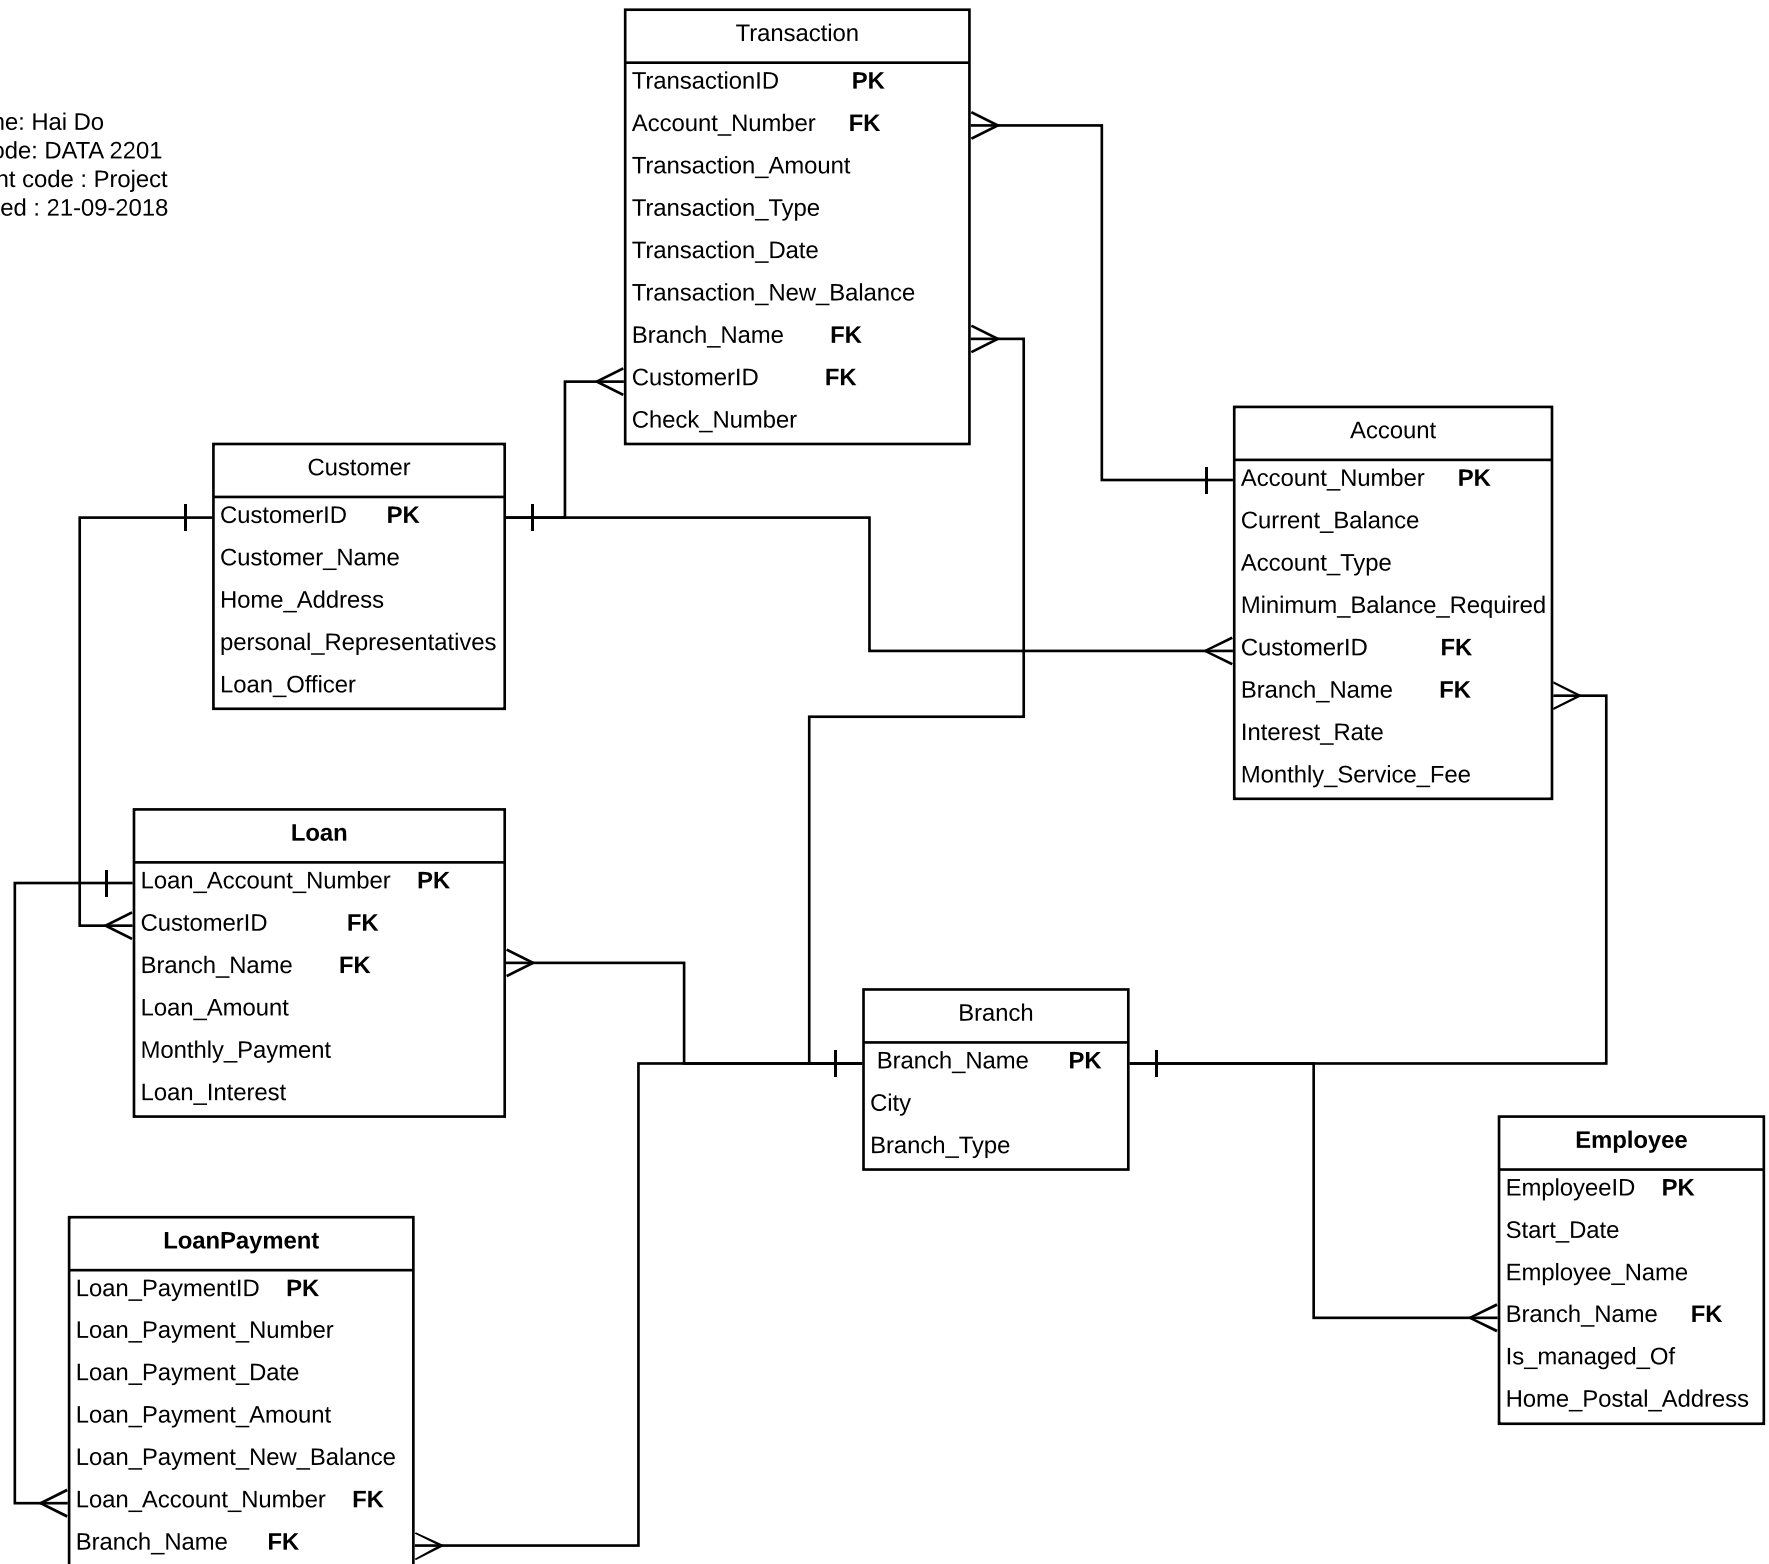 ne: Hai Do
ode: DATA 2201
nt code : Project
ed : 21-09-2018
Transaction
TransactionID PK
Account_Number FK
Transaction_Amount
Transaction_Type
Transaction_Date
Transaction_New_Balance
Branch_Name FK
CustomerID FK
Check_Number
Customer
CustomerID PK
Customer_Name
Home_Address
personal_Representatives
Loan_Officer
Account
Account_Number PK
Current_Balance
Account_Type
Minimum_Balance_Required
CustomerID FK
Branch_Name FK
Interest_Rate
Monthly_Service_Fee
Loan
Loan_Account_Number PK
CustomerID FK
Branch_Name FK
Loan_Amount
Monthly_Payment
Loan_Interest
Branch
Branch_Name PK
City
Branch_Type
Employee
EmployeeID PK
Start_Date
Employee_Name
Branch_Name FK
Is_managed_Of
Home_Postal_Address
LoanPayment
Loan_PaymentID PK
Loan_Payment_Number
Loan_Payment_Date
Loan_Payment_Amount
Loan_Payment_New_Balance
Loan_Account_Number FK
Branch_Name FK